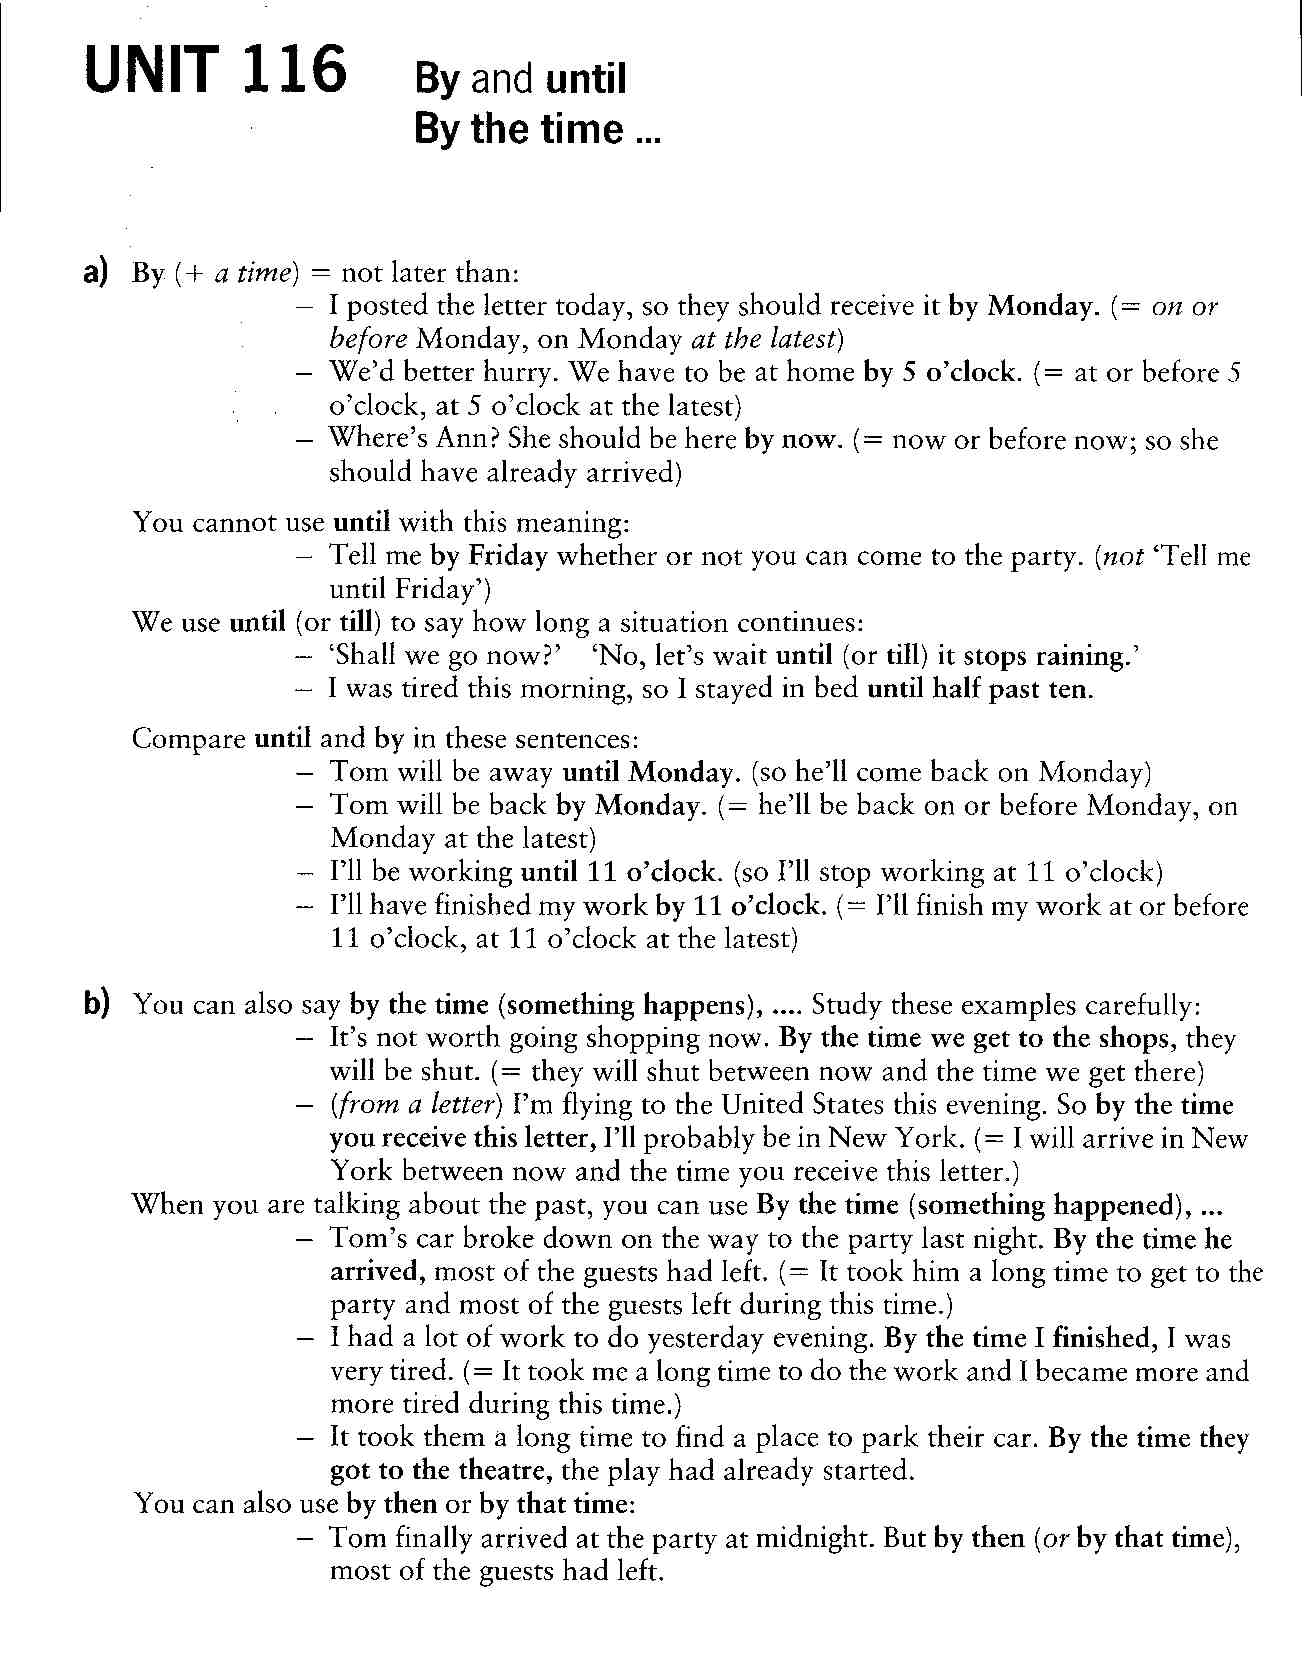 UNIT 116 By and until
By the time ...
a) By (+ a time) = not later than:
– I posted the letter today, so they should receive it by Monday. (= on or
before Monday, on Monday at the latest)
– We’d better hurry. We have to be at home by 5 o’clock. (= at or before 5
o’clock, at 5 o’clock at the latest)
– Where’s Ann? She should be here by now. (= now or before now; so she
should have already arrived)
You cannot use until with this meaning:
– Tell me by Friday whether or not you can come to the party. (not ‘Tell me
until Friday’)
We use until (or till) to say how long a situation continues:
– ‘Shall we go now?’ ‘No, let’s wait until (or till) it stops raining.’
– I was tired this morning, so I stayed in bed until half past ten.
Compare until and by in these sentences:
– Tom will be away until Monday. (so he’ll come back on Monday)
– Tom will be back by Monday. (= he’ll be back on or before Monday, on
Monday at the latest)
– I’ll be working until 11 o’clock. (so I’ll stop working at 11 o’clock)
– I’ll have finished my work by 11 o’clock. (= I’ll finish my work at or before
11 o’clock, at 11 o’clock at the latest)
b) You can also say by the time (something happens), .... Study these examples carefully:
– It’s not worth going shopping now. By the time we get to the shops, they
will be shut. (= they will shut between now and the time we get there)
– (from a letter) I’m flying to the United States this evening. So by the time
you receive this letter, I’ll probably be in New York. (= I will arrive in New
York between now and the time you receive this letter.)
When you are talking about the past, you can use By the time (something happened), ...
– Tom’s car broke down on the way to the party last night. By the time he
arrived, most of the guests had left. (= It took him a long time to get to the
party and most of the guests left during this time.)
– I had a lot of work to do yesterday evening. By the time I finished, I was
very tired. (= It took me a long time to do the work and I became more and
more tired during this time.)
– It took them a long time to find a place to park their car. By the time they
got to the theatre, the play had already started.
You can also use by then or by that time:
– Tom finally arrived at the party at midnight. But by then (or by that time),
most of the guests had left.